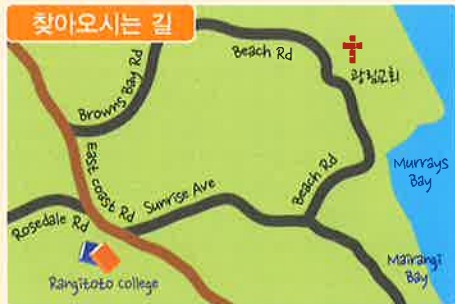 찾아오시는 길
Beach Rd
광림교회
Browns Bay Rd
East coast Rd
Murrays
Bay
Beach Rd
Sunrise Ave
Rosedale Rd
Mairangi
Bay
Rangitoto college